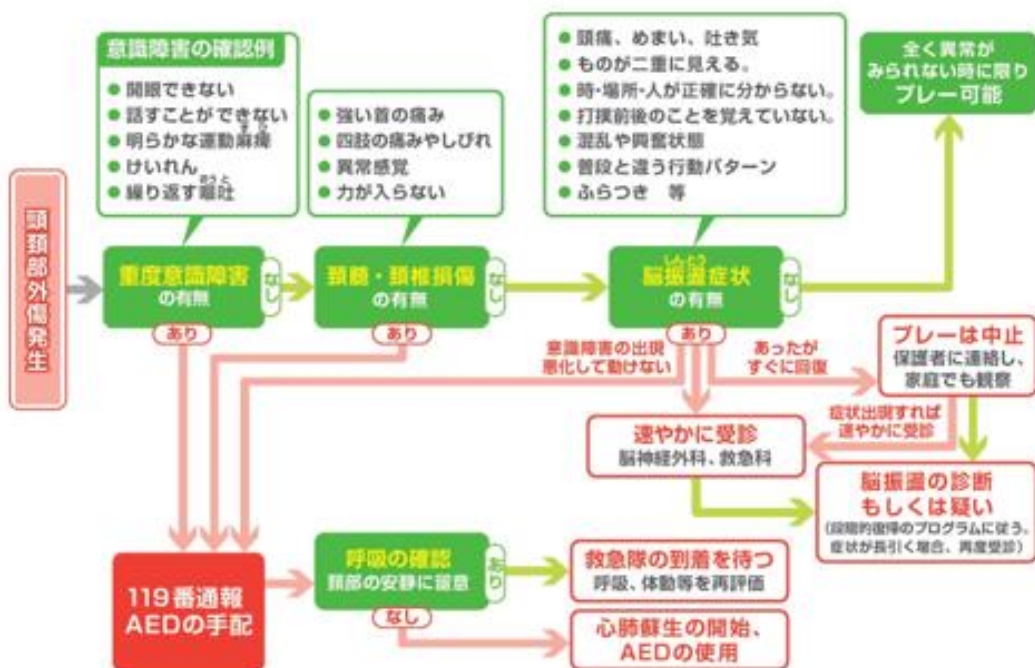 意識障害の確認例
● 開眼できない
● 話すことができない
● 明らかな運動麻痺
● けいれん
● 繰り返す嘔吐
● 強い首の痛み
● 四肢の痛みやしびれ
● 異常感覚
● 力が入らない
● 頭痛、めまい、吐き気
● ものが二重に見える。
● 時・場所・人が正確に分からない。
● 打撲前後のことを覚えていない。
● 混乱や興奮状態
● 普段と違う行動パターン
● ふらつき 等
全く異常が
みられない時に限り
プレー可能
頭頸部外傷発生
重度意識障害
の有無
なし
あり
頸髄・頸椎損傷
の有無
なし
あり
脳振盪症状
の有無
なし
あり
意識障害の出現
悪化して動けない
あったが
すぐに回復
プレーは中止
保護者に連絡し、
家庭でも観察
症状出現すれば
速やかに受診
速やかに受診
脳神経外科、救急科
脳振盪の診断
もしくは疑い
(段階的復帰のプログラムに従う。
症状が長引く場合、再度受診)
119番通報
AEDの手配
呼吸の確認
頸部の安静に留意
あり
なし
救急隊の到着を待つ
呼吸、体動等を再評価
心肺蘇生の開始、
AEDの使用